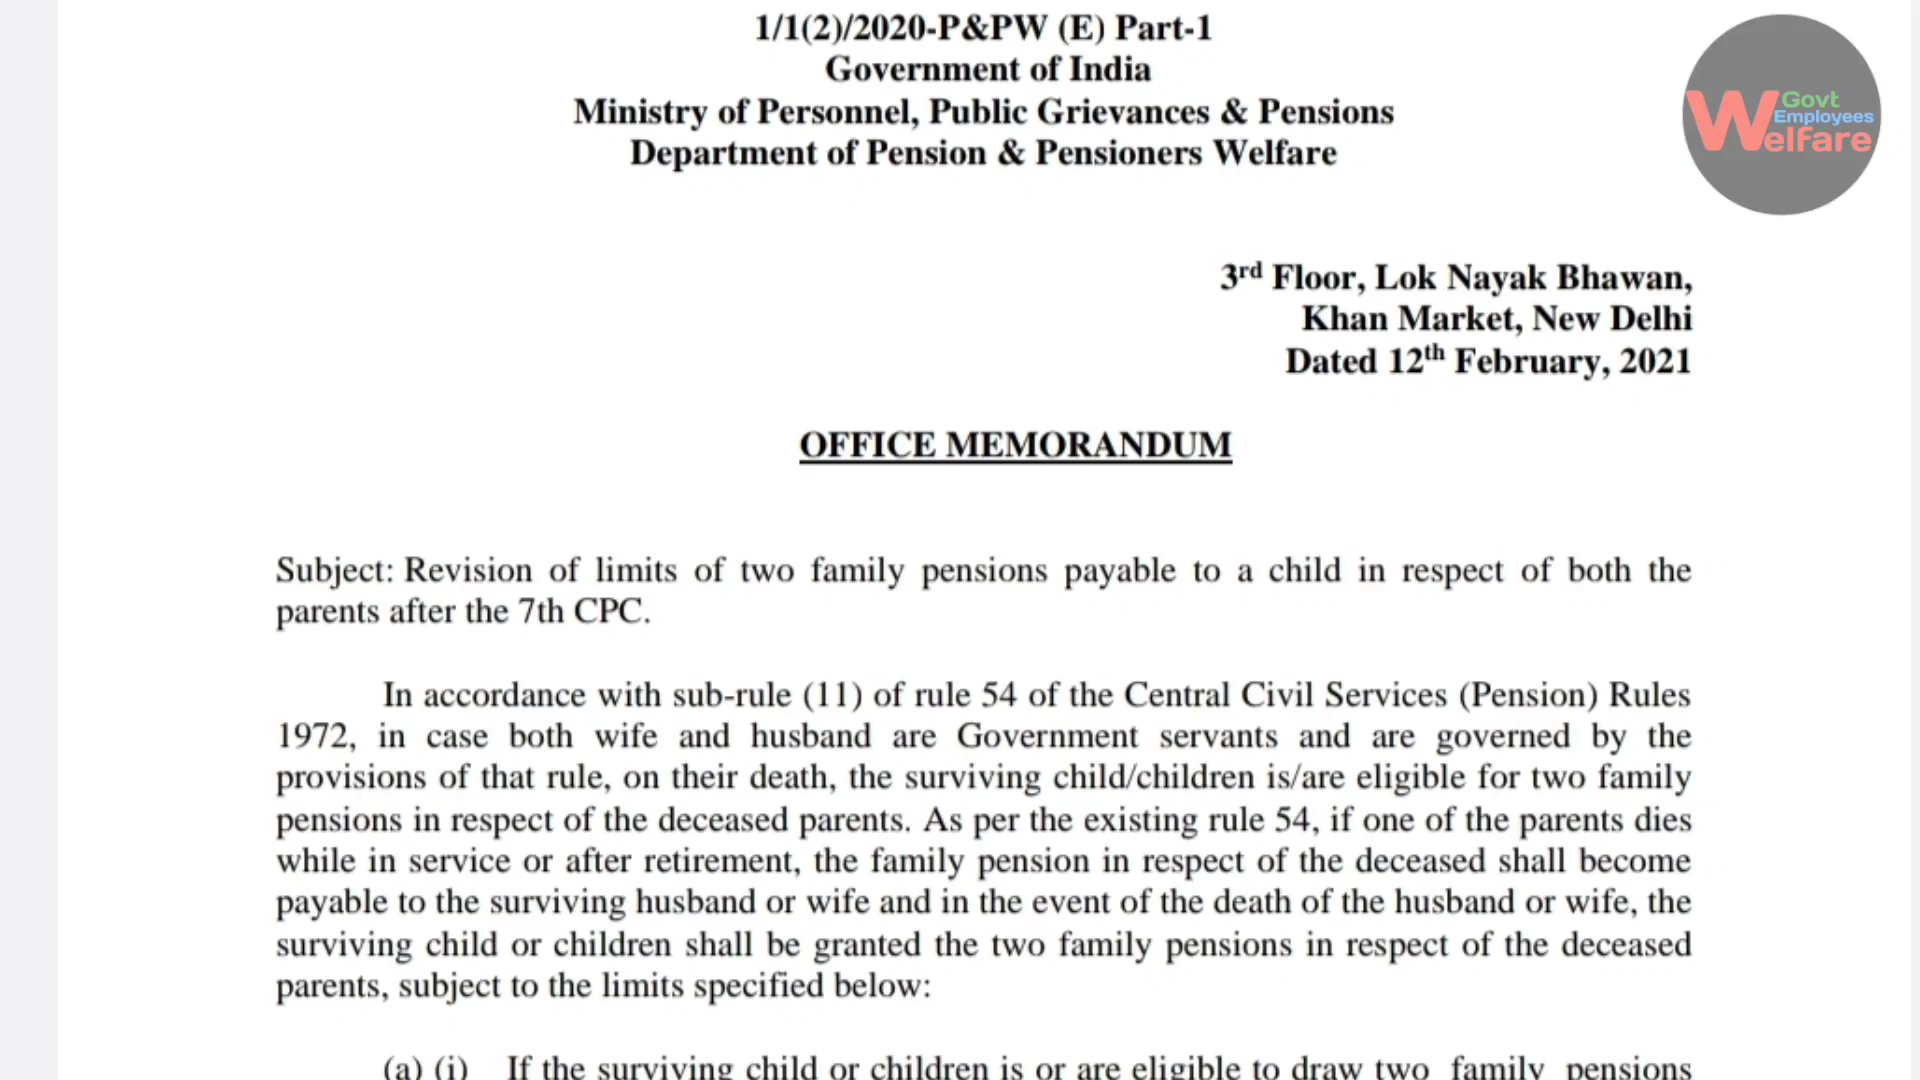 1/1(2)/2020-P&PW (E) Part-1
Government of India
Ministry of Personnel, Public Grievances & Pensions
Department of Pension & Pensioners Welfare
Govt
Employees
Welfare
3rd Floor, Lok Nayak Bhawan,
Khan Market, New Delhi
Dated 12th February, 2021
OFFICE MEMORANDUM
Subject: Revision of limits of two family pensions payable to a child in respect of both the
parents after the 7th CPC.
In accordance with sub-rule (11) of rule 54 of the Central Civil Services (Pension) Rules
1972, in case both wife and husband are Government servants and are governed by the
provisions of that rule, on their death, the surviving child/children is/are eligible for two family
pensions in respect of the deceased parents. As per the existing rule 54, if one of the parents dies
while in service or after retirement, the family pension in respect of the deceased shall become
payable to the surviving husband or wife and in the event of the death of the husband or wife, the
surviving child or children shall be granted the two family pensions in respect of the deceased
parents, subject to the limits specified below:
(a) (i) If the surviving child or children is or are eligible to draw two family pensions